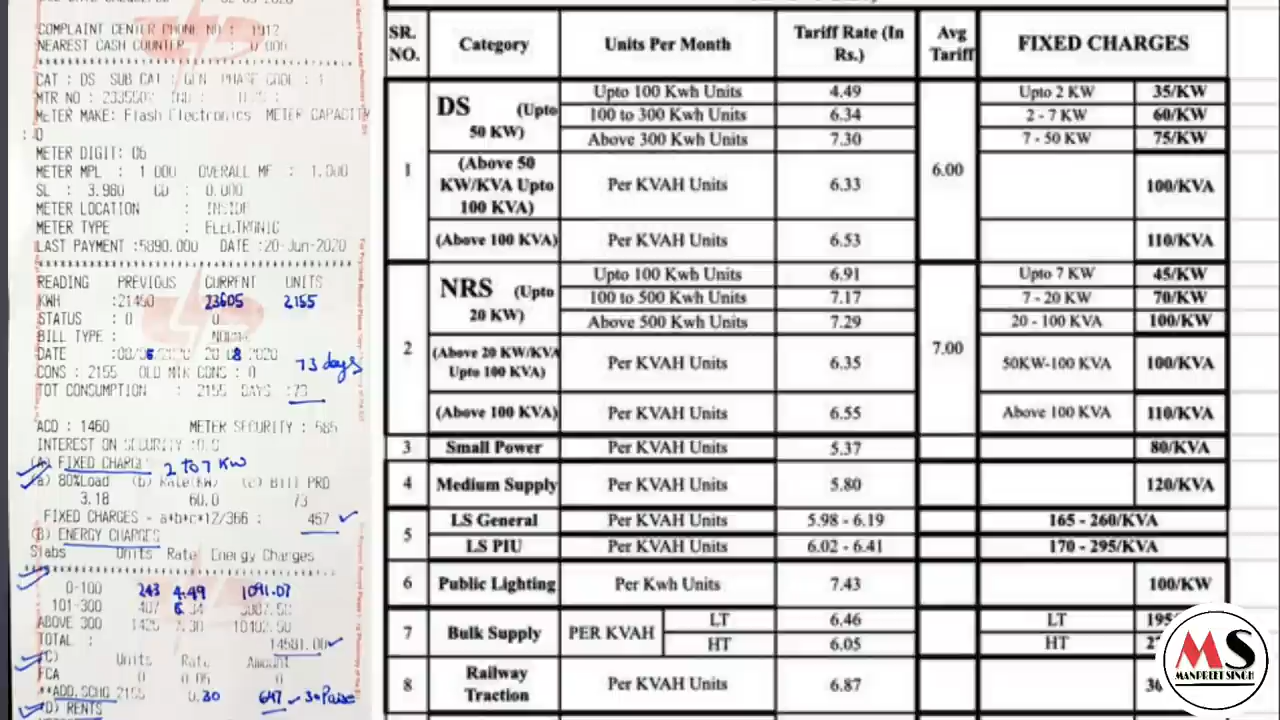 COMPLAINT CENTER PHONE NO : 1912
NEAREST CASH COUNTER : 0.000
CAT : DS SUB CAT : GEN PHASE CODE : 1
MTR NO :
METER MAKE: Flash Electronics METER CAPACITY
: 0
METER DIGIT: 06
METER MPL : 1.000 OVERALL MF : 1.000
SL : 3.980 CD : 0.000
METER LOCATION : INSIDE
METER TYPE : ELECTRONIC
LAST PAYMENT :5890.000 DATE :20-Jun-2020
READING PREVIOUS CURRENT UNITS
KWH :21450 23605 2155
STATUS : 0 0
BILL TYPE :
DATE 73 days
CONS : 2155 OLD MTR CONS : 0
TOT CONSUMPTION : 2155 DAYS :73
ACD : 1460 METER SECURITY : 585
INTEREST ON SECURITY :0.0
(A) FIXED CHARG 2 to 7 KW
a) 80%Load (b) Rate(KW) (c) Bill PRD
3.18 60.0 73
FIXED CHARGES - a*b*c*12/366 : 457
(B) ENERGY CHARGES
Slabs Units Rate Energy Charges
0-100 243 4.49 1091.07
101-300 407
ABOVE 300 7.30
TOTAL : 14581.00
(C) Units Rate Amount
FCA 0 0
**ADD.SCHG 2155 0.30 647 30 Paise
(D) RENTS
SR. NO. Category Units Per Month Tariff Rate (In Rs.) Avg Tariff FIXED CHARGES
1 DS (Upto 50 KW) Upto 100 Kwh Units 4.49 6.00 Upto 2 KW 35/KW
100 to 300 Kwh Units 6.34 2 - 7 KW 60/KW
Above 300 Kwh Units 7.30 7 - 50 KW 75/KW
(Above 50 KW/KVA Upto 100 KVA) Per KVAH Units 6.33 100/KVA
(Above 100 KVA) Per KVAH Units 6.53 110/KVA
2 NRS (Upto 20 KW) Upto 100 Kwh Units 6.91 7.00 Upto 7 KW 45/KW
100 to 500 Kwh Units 7.17 7 - 20 KW 70/KW
Above 500 Kwh Units 7.29 20 - 100 KVA 100/KW
(Above 20 KW/KVA Upto 100 KVA) Per KVAH Units 6.35 50KW-100 KVA 100/KVA
(Above 100 KVA) Per KVAH Units 6.55 Above 100 KVA 110/KVA
3 Small Power Per KVAH Units 5.37 80/KVA
4 Medium Supply Per KVAH Units 5.80 120/KVA
5 LS General Per KVAH Units 5.98 - 6.19 165 - 260/KVA
LS PIU Per KVAH Units 6.02 - 6.41 170 - 295/KVA
6 Public Lighting Per Kwh Units 7.43 100/KW
7 Bulk Supply PER KVAH LT 6.46 LT
HT 6.05 HT
8 Railway Traction Per KVAH Units 6.87
MS
MANPREET SINGH